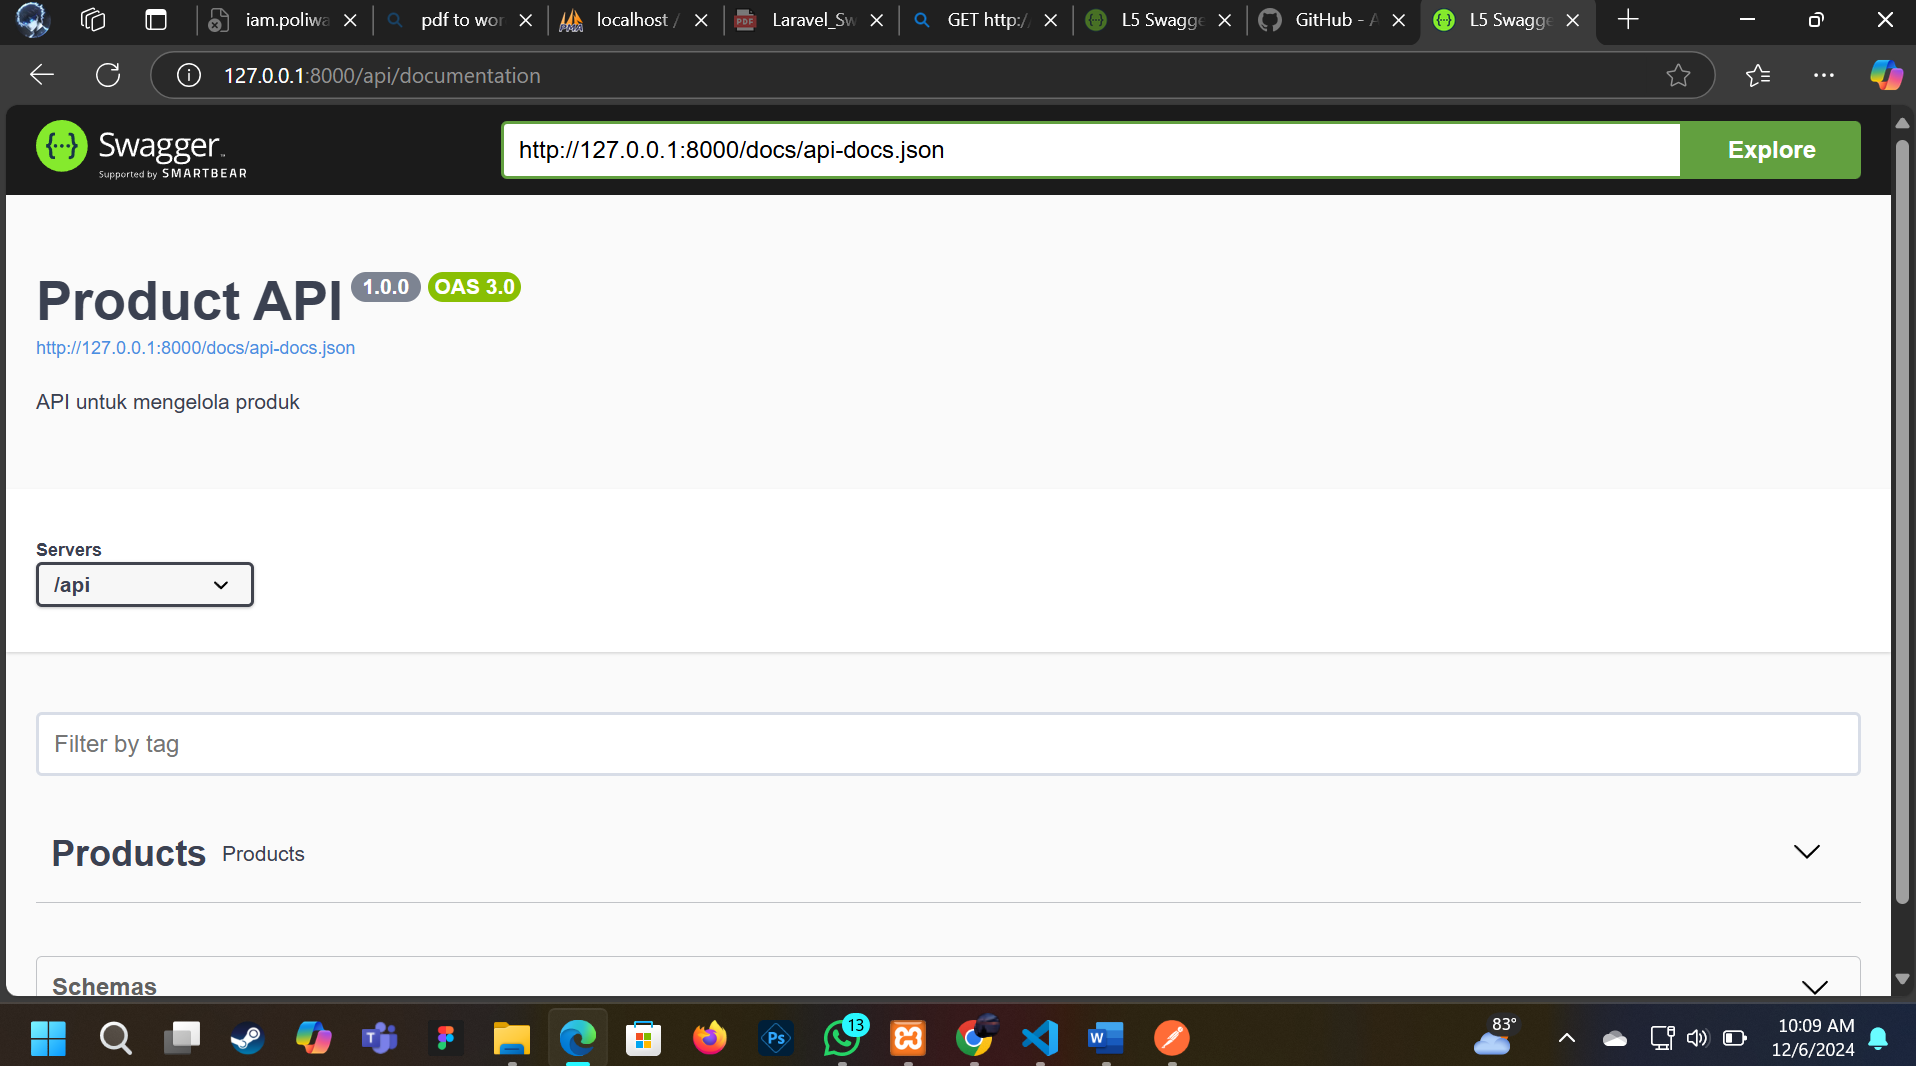 iam.poliwa
pdf to wor
localhost /
Laravel_Sw
GET http:/
L5 Swagge
GitHub - A
L5 Swagge
127.0.0.1:8000/api/documentation
Swagger
Supported by SMARTBEAR
http://127.0.0.1:8000/docs/api-docs.json
Explore
Product API 1.0.0 OAS 3.0
http://127.0.0.1:8000/docs/api-docs.json
API untuk mengelola produk
Servers
/api
Filter by tag
Products Products
Schemas
13
83°
10:09 AM
12/6/2024